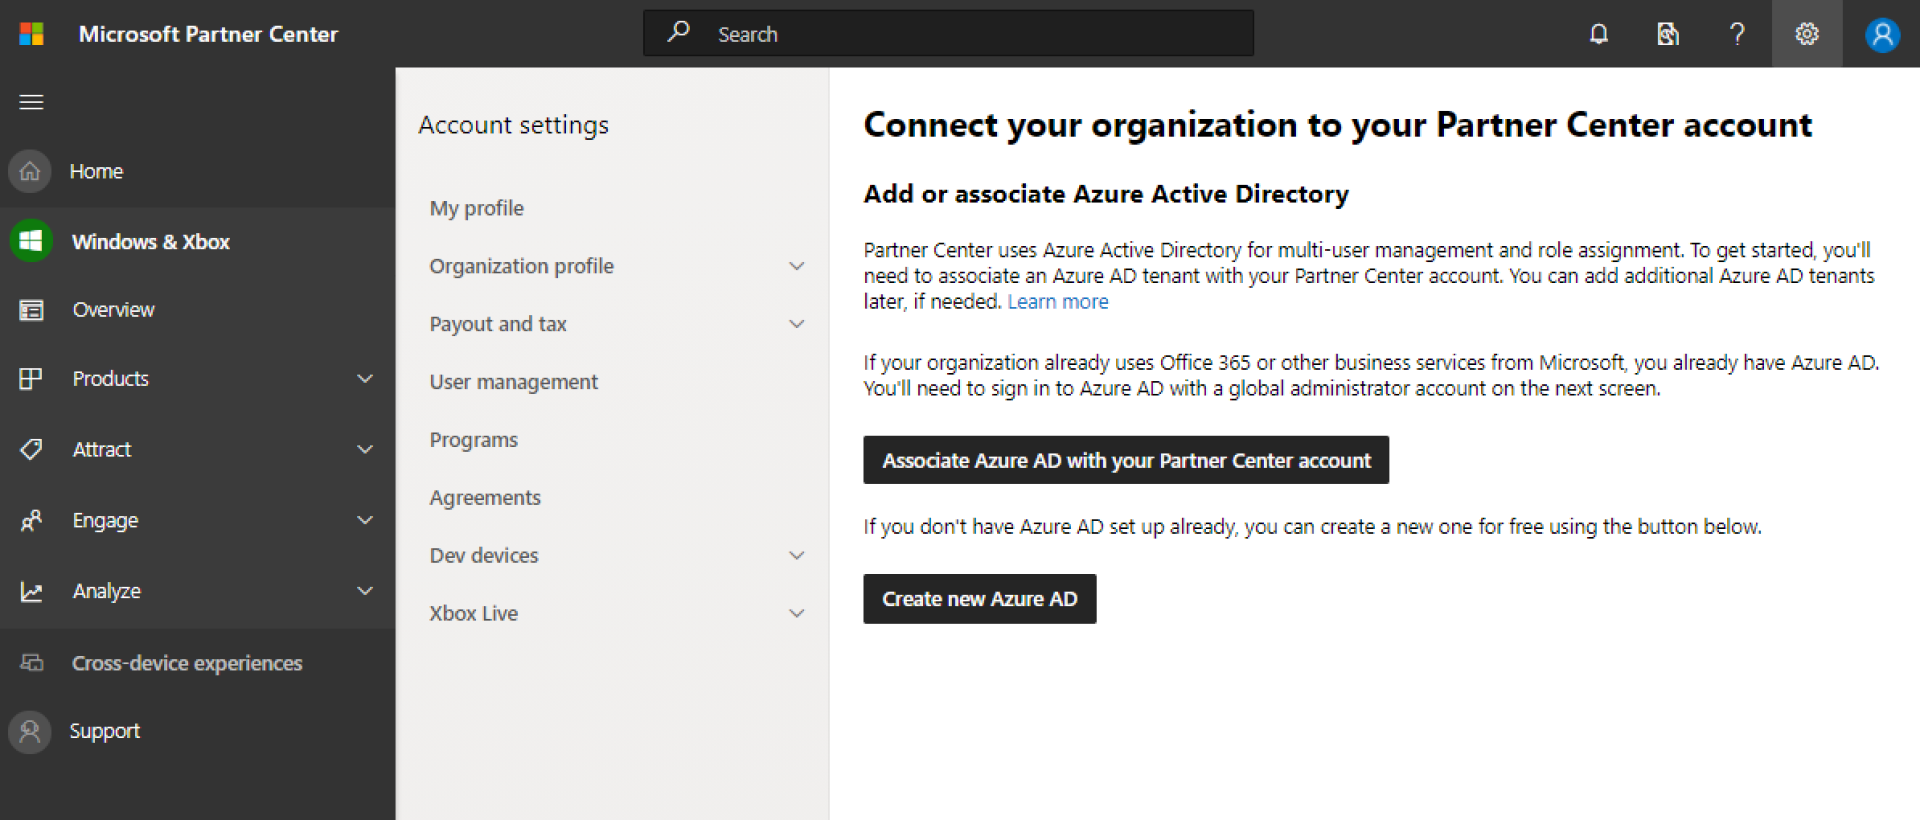 Microsoft Partner Center
Search
?
Home
Windows & Xbox
Overview
Products
Attract
Engage
Analyze
Cross-device experiences
Support
Account settings
My profile
Organization profile
Payout and tax
User management
Programs
Agreements
Dev devices
Xbox Live
Connect your organization to your Partner Center account
Add or associate Azure Active Directory
Partner Center uses Azure Active Directory for multi-user management and role assignment. To get started, you'll
need to associate an Azure AD tenant with your Partner Center account. You can add additional Azure AD tenants
later, if needed. Learn more
If your organization already uses Office 365 or other business services from Microsoft, you already have Azure AD.
You'll need to sign in to Azure AD with a global administrator account on the next screen.
Associate Azure AD with your Partner Center account
If you don't have Azure AD set up already, you can create a new one for free using the button below.
Create new Azure AD